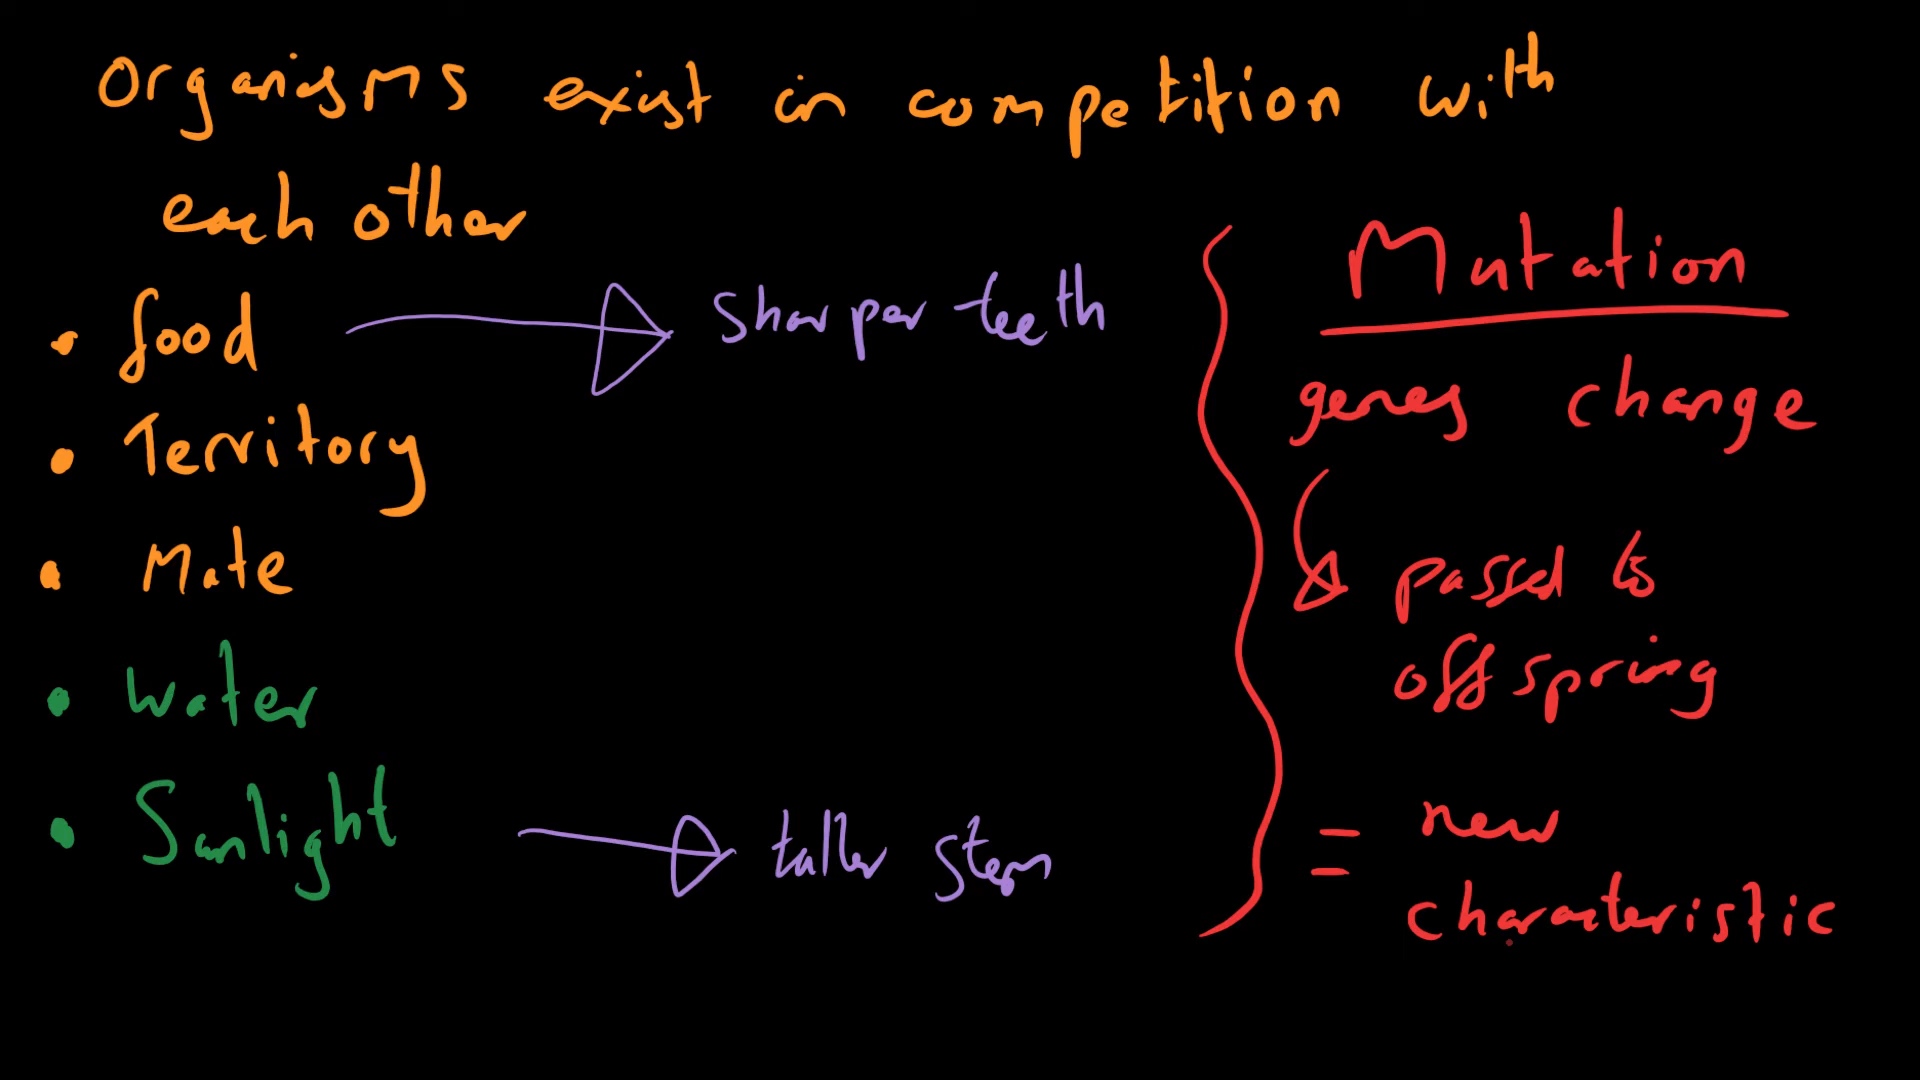 Organisms exist in competition with
each other
• food → sharper teeth
• Territory
• Mate
• Water
• Sunlight → taller stem
Mutation
genes change
passed to
offspring
= new
characteristic